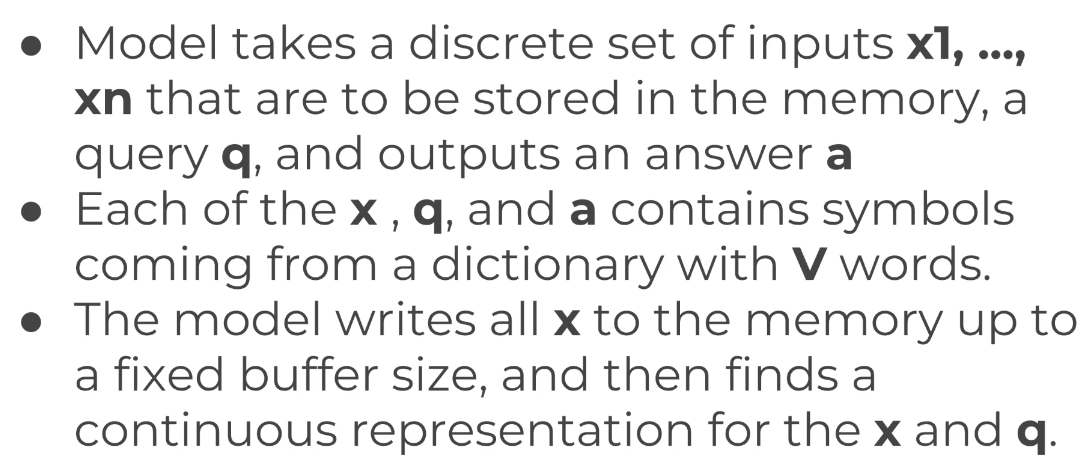 ● Model takes a discrete set of inputs x1, ...,
xn that are to be stored in the memory, a
query q, and outputs an answer a
● Each of the x , q, and a contains symbols
coming from a dictionary with V words.
● The model writes all x to the memory up to
a fixed buffer size, and then finds a
continuous representation for the x and q.